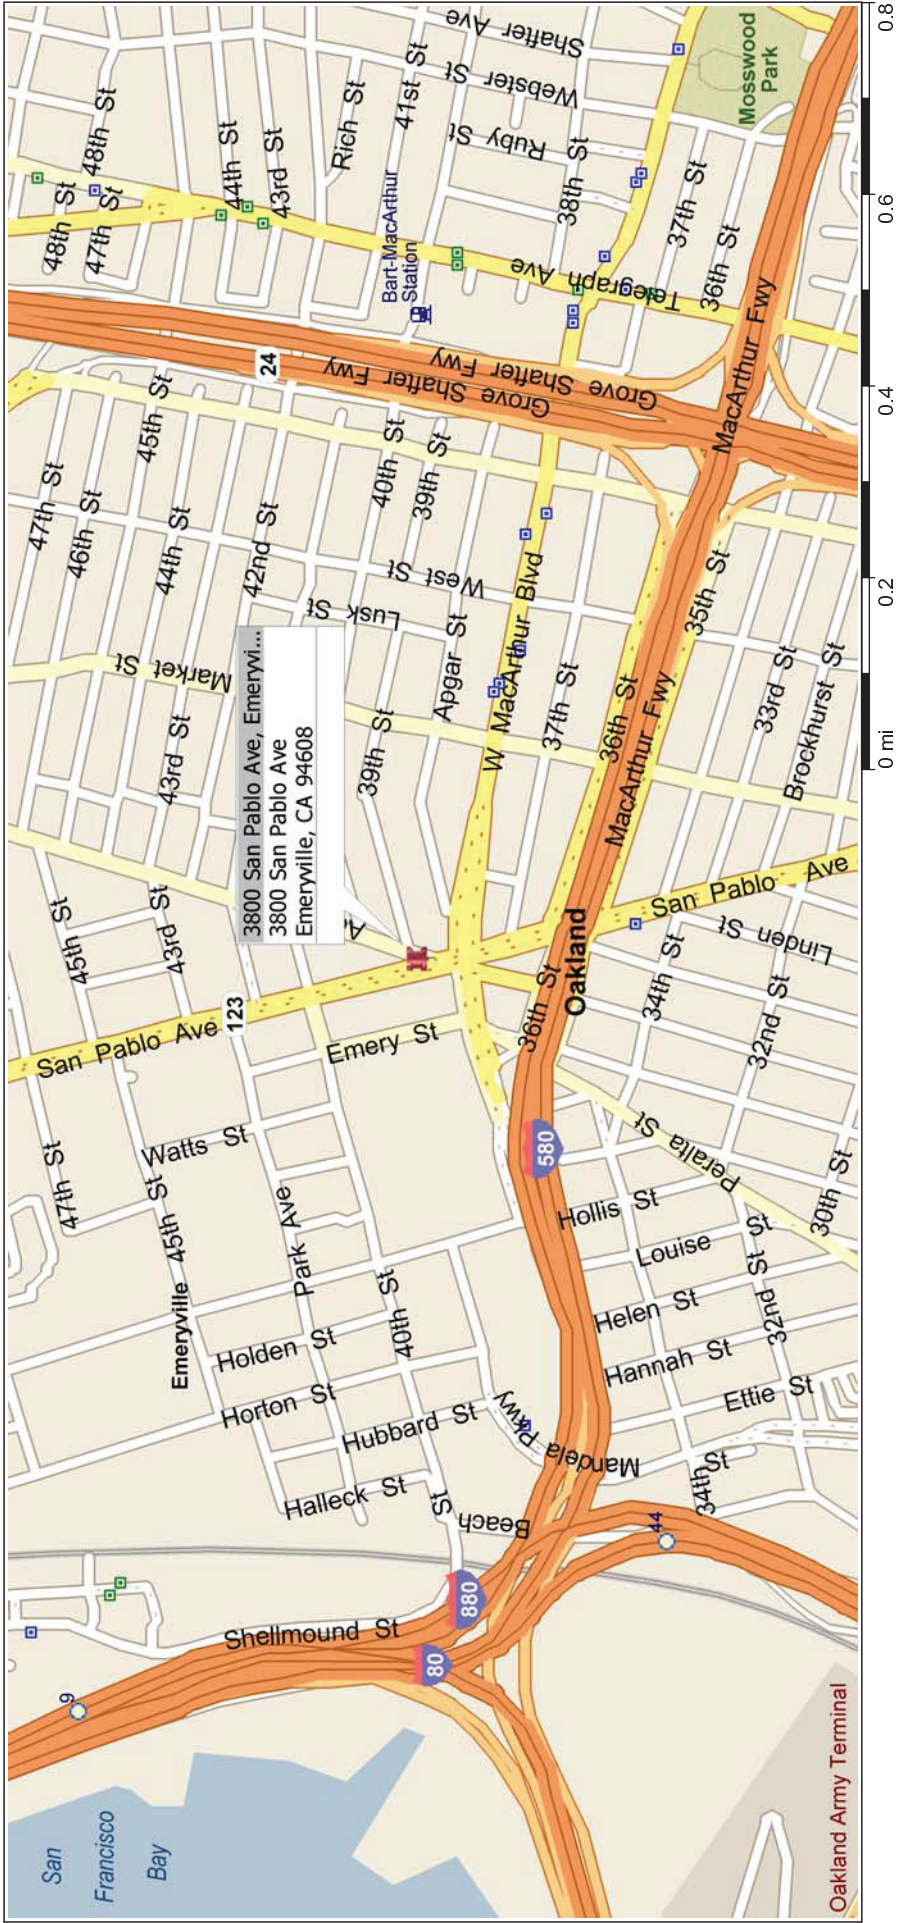 San
Francisco
Bay
Oakland Army Terminal
9
Shellmound St
80
880
44
Beach
St
Halleck St
Hubbard St
Horton St
Holden St
Mandela Pkwy
34th St
Ettie St
Hannah St
Helen St
Louise St
Hollis St
32nd St
30th St
Peralta St
Emeryville
45th St
47th St
Watts St
Park Ave
40th St
Emery St
580
36th St
Oakland
San Pablo Ave
123
45th St
43rd St
34th St
32nd St
Linden St
San Pablo Ave
3800 San Pablo Ave, Emeryvi...
3800 San Pablo Ave
Emeryville, CA 94608
43rd St
Market St
39th St
Apgar St
Lusk St
West St
W MacArthur Blvd
37th St
36th St
MacArthur Fwy
35th St
33rd St
Brockhurst St
47th St
46th St
45th St
44th St
42nd St
40th St
39th St
24
Grove Shafter Fwy
Grove Shafter Fwy
MacArthur Fwy
Bart-MacArthur
Station
Telegraph Ave
48th St
47th St
48th St
44th St
43rd St
Rich St
41st St
Shafter Ave
Webster St
Ruby St
38th St
37th St
36th St
Mosswood
Park
0 mi
0.2
0.4
0.6
0.8